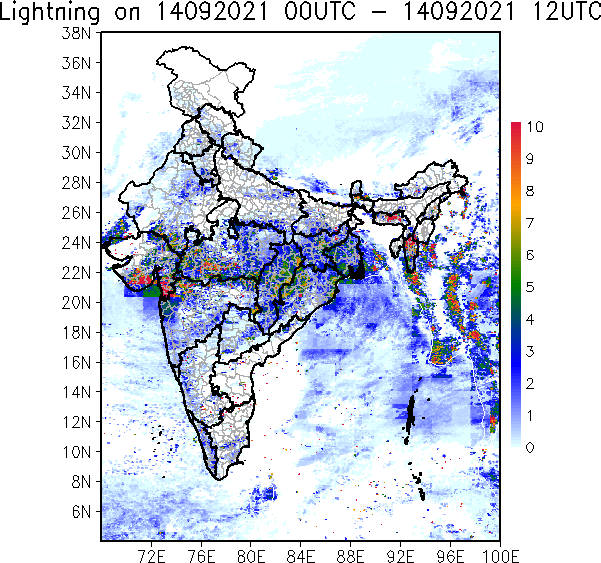 Lightning on 14092021 00UTC – 14092021 12UTC
38N
36N
34N
32N
30N
28N
26N
24N
22N
20N
18N
16N
14N
12N
10N
8N
6N
72E 76E 80E 84E 88E 92E 96E 100E
10
9
8
7
6
5
4
3
2
1
0